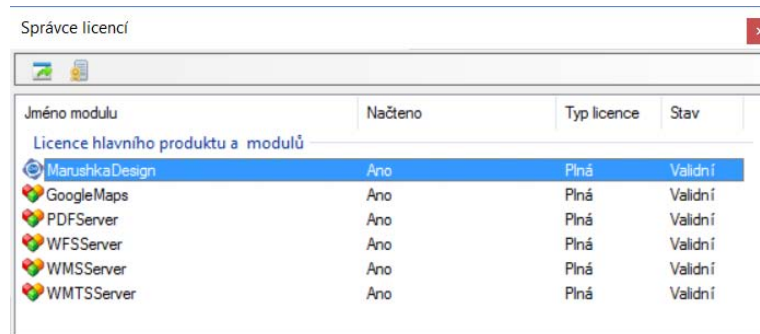 Správce licencí
Jméno modulu Načteno Typ licence Stav
Licence hlavního produktu a modulů
MarushkaDesign Ano Plná Validní
GoogleMaps Ano Plná Validní
PDFServer Ano Plná Validní
WFSServer Ano Plná Validní
WMSServer Ano Plná Validní
WMTSServer Ano Plná Validní